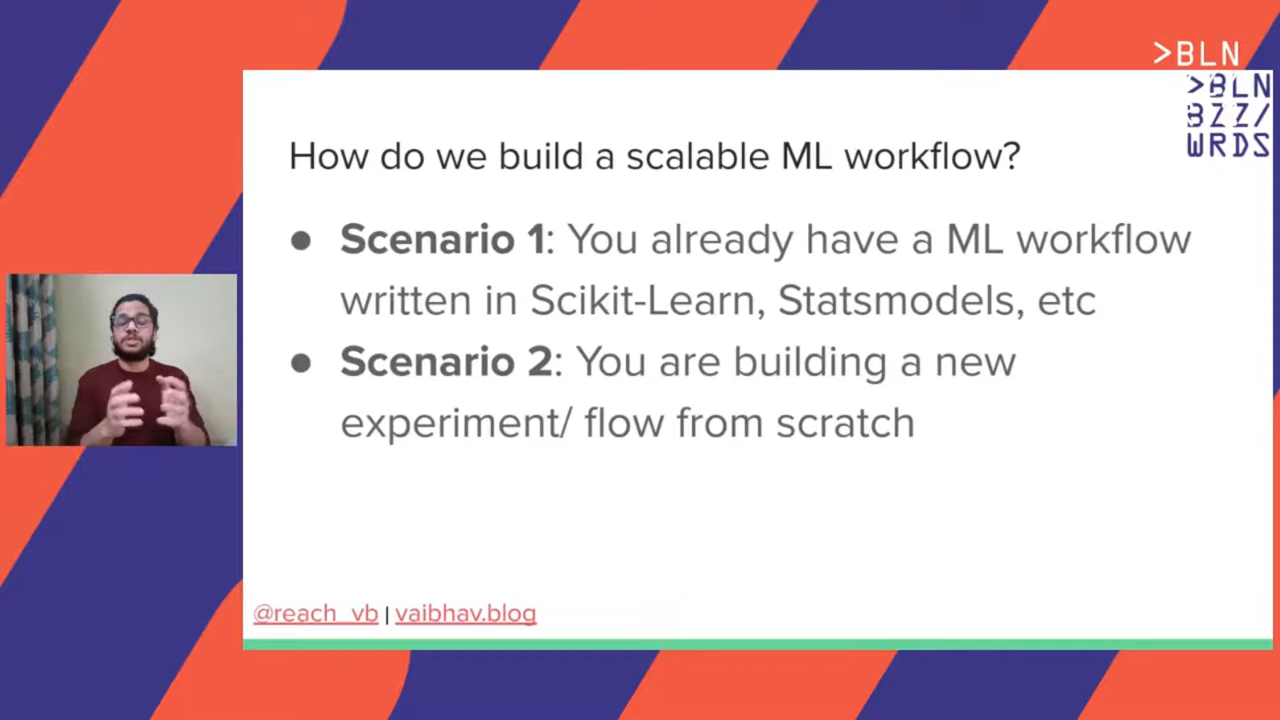 >BLN
>BLN
BZZ/
WRDS
How do we build a scalable ML workflow?
● Scenario 1: You already have a ML workflow
written in Scikit-Learn, Statsmodels, etc
● Scenario 2: You are building a new
experiment/ flow from scratch
@reach_vb | vaibhav.blog